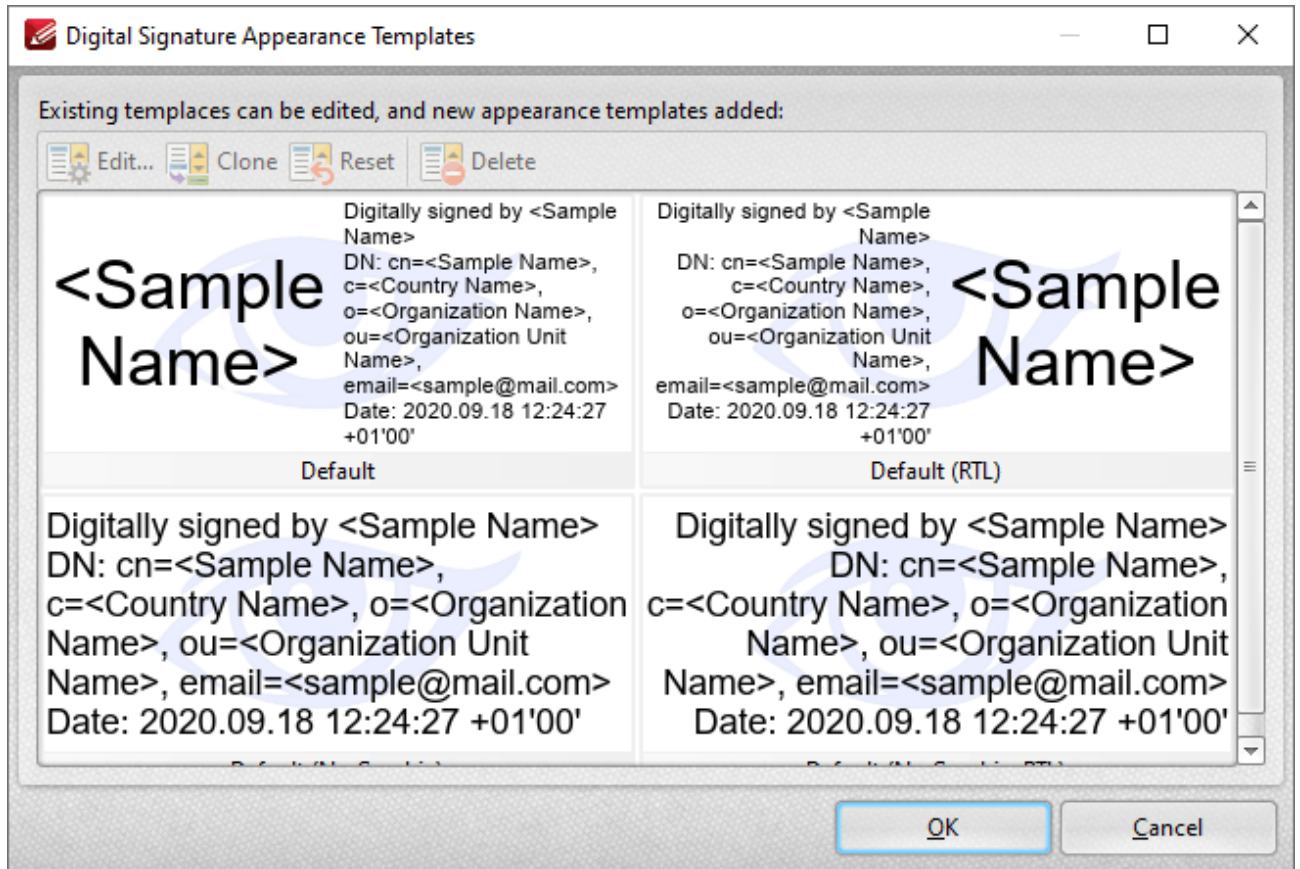 Digital Signature Appearance Templates
Existing templaces can be edited, and new appearance templates added:
Edit... Clone Reset Delete
<Sample
Name>
Digitally signed by <Sample
Name>
DN: cn=<Sample Name>,
c=<Country Name>,
o=<Organization Name>,
ou=<Organization Unit
Name>,
email=<sample@mail.com>
Date: 2020.09.18 12:24:27
+01'00'
Default
Digitally signed by <Sample
Name>
DN: cn=<Sample Name>,
c=<Country Name>,
o=<Organization Name>,
ou=<Organization Unit
Name>,
email=<sample@mail.com>
Date: 2020.09.18 12:24:27
+01'00'
<Sample
Name>
Default (RTL)
Digitally signed by <Sample Name>
DN: cn=<Sample Name>,
c=<Country Name>, o=<Organization
Name>, ou=<Organization Unit
Name>, email=<sample@mail.com>
Date: 2020.09.18 12:24:27 +01'00'
Digitally signed by <Sample Name>
DN: cn=<Sample Name>,
c=<Country Name>, o=<Organization
Name>, ou=<Organization Unit
Name>, email=<sample@mail.com>
Date: 2020.09.18 12:24:27 +01'00'
OK
Cancel